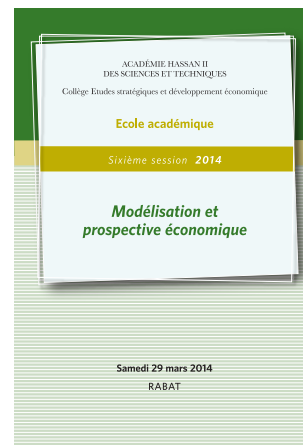 ACADÉMIE HASSAN II
DES SCIENCES ET TECHNIQUES
Collège Etudes stratégiques et développement économique
Ecole académique
Sixième session 2014
Modélisation et
prospective économique
Samedi 29 mars 2014
RABAT